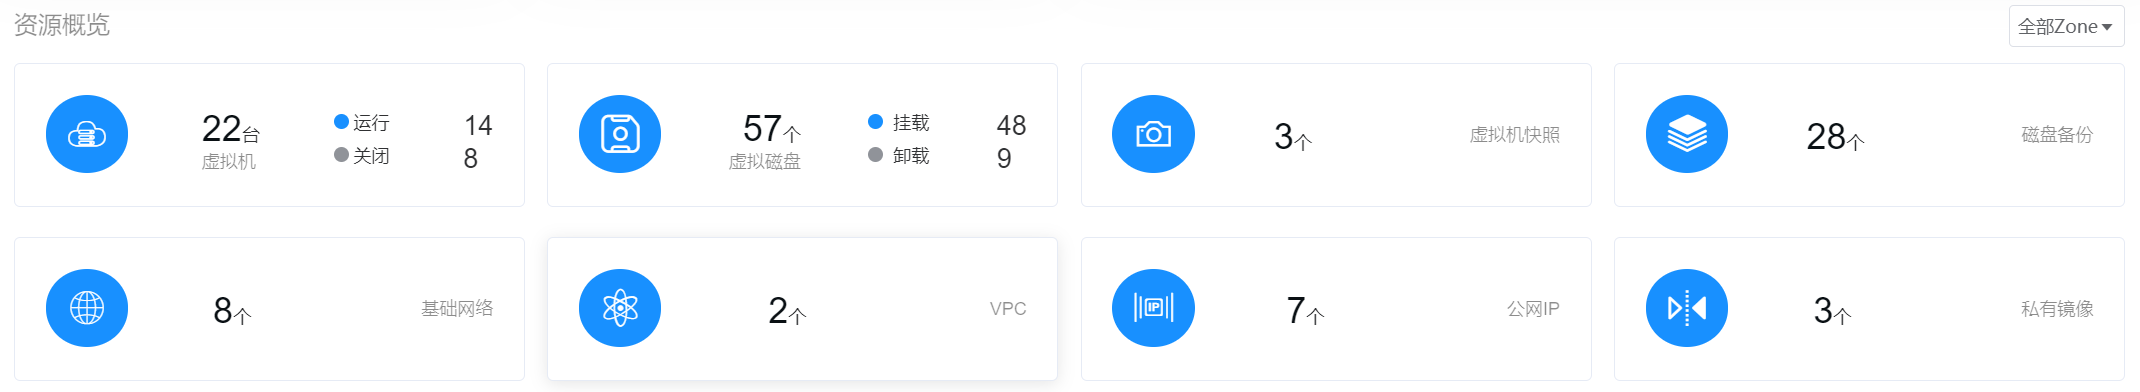 资源概览
全部Zone
22台
虚拟机
运行 14
关闭 8
57个
虚拟磁盘
挂载 48
卸载 9
3个 虚拟机快照
28个 磁盘备份
8个 基础网络
2个 VPC
IP
7个 公网IP
3个 私有镜像